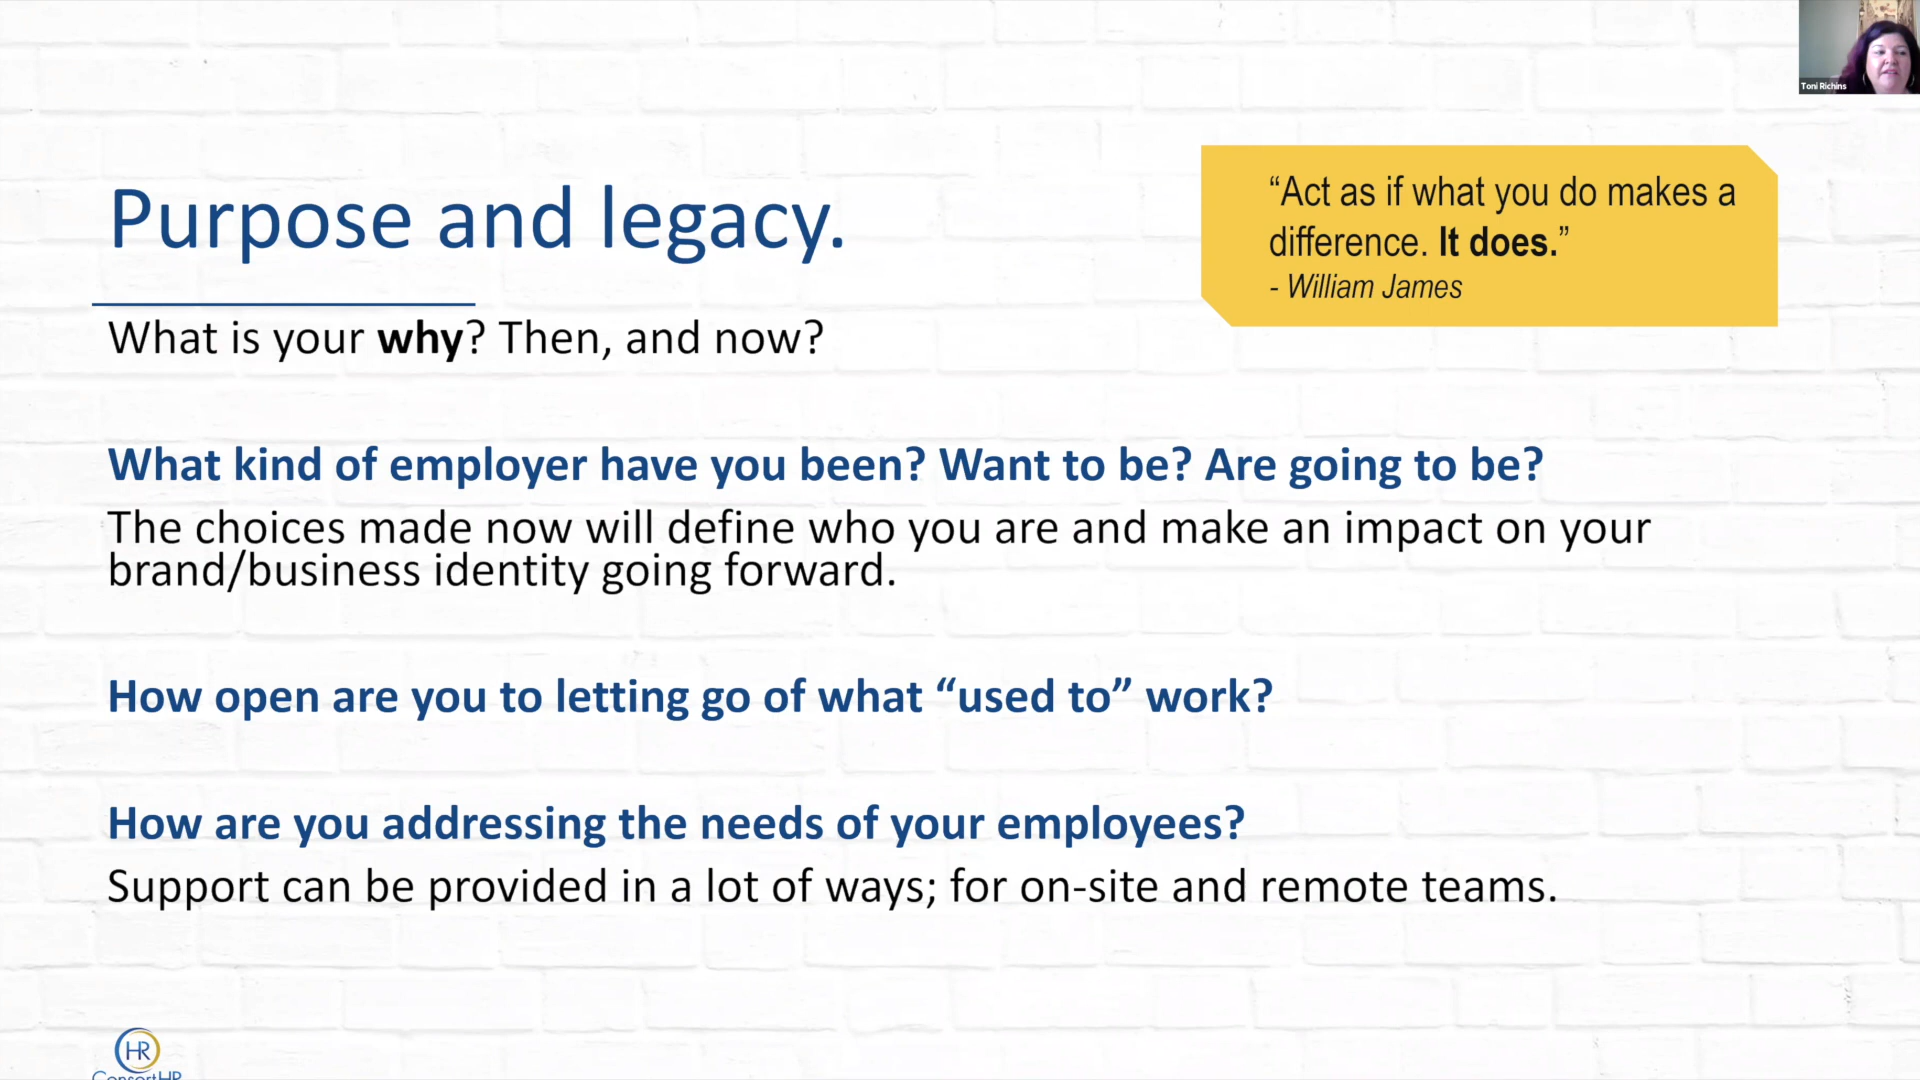 Toni Richins
“Act as if what you do makes a
difference. It does.”
- William James
Purpose and legacy.
What is your why? Then, and now?
What kind of employer have you been? Want to be? Are going to be?
The choices made now will define who you are and make an impact on your
brand/business identity going forward.
How open are you to letting go of what “used to” work?
How are you addressing the needs of your employees?
Support can be provided in a lot of ways; for on-site and remote teams.
HR
ConsortHR